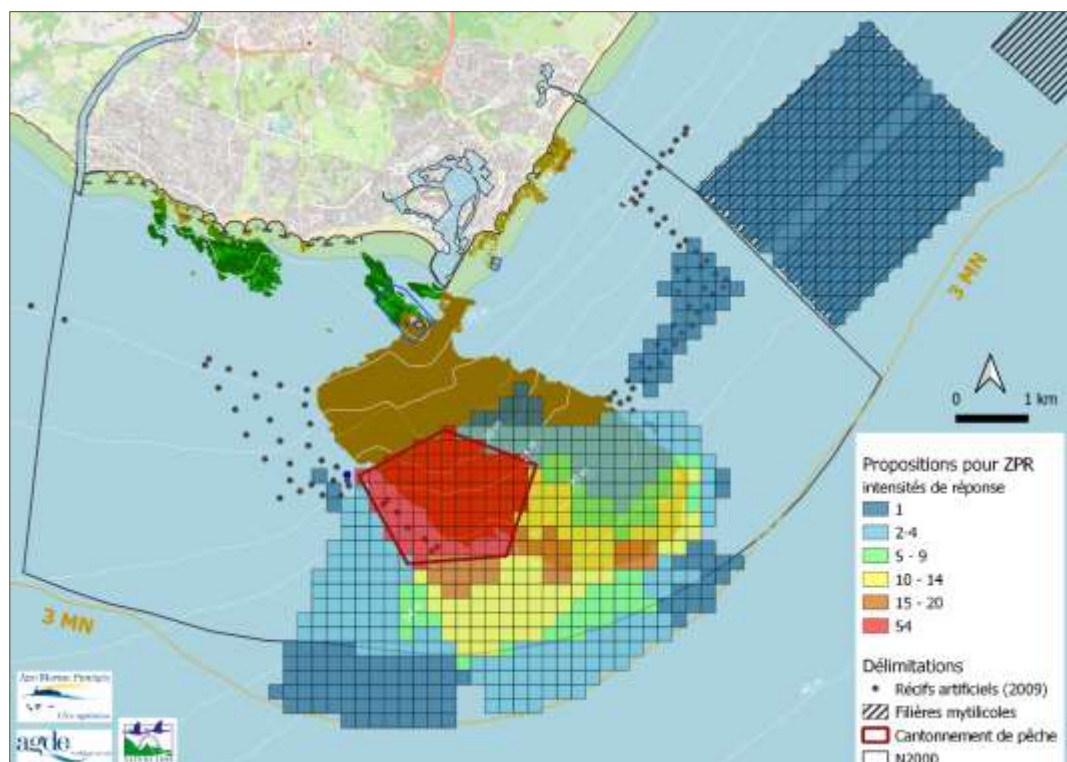 3 MN
0 1 km
3 MN
Propositions pour ZPR
intensités de réponse
1
2-4
5 - 9
10 - 14
15 - 20
54
Délimitations
Récifs artificiels (2009)
Filières mytilicoles
Cantonnement de pêche
N2000
agde